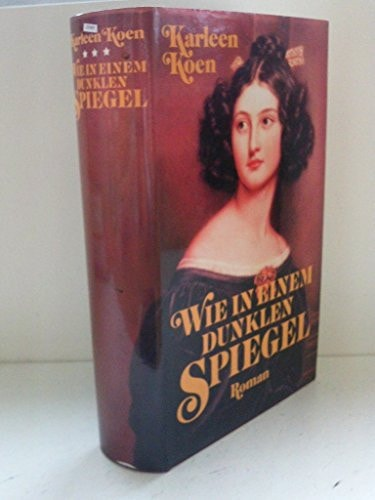 Karleen Koen
***
WIE IN EINEM
DUNKLEN
SPIEGEL
Karleen
Koen
WIE IN EINEM
DUNKLEN
SPIEGEL
Roman